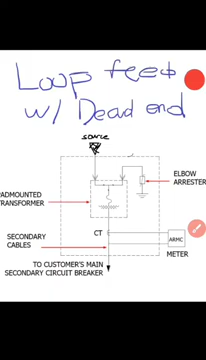 Loop feed
w/ Dead end
source
ELBOW
ARRESTER
PADMOUNTED
TRANSFORMER
CT
ARMC
SECONDARY
CABLES
METER
TO CUSTOMER'S MAIN
SECONDARY CIRCUIT BREAKER